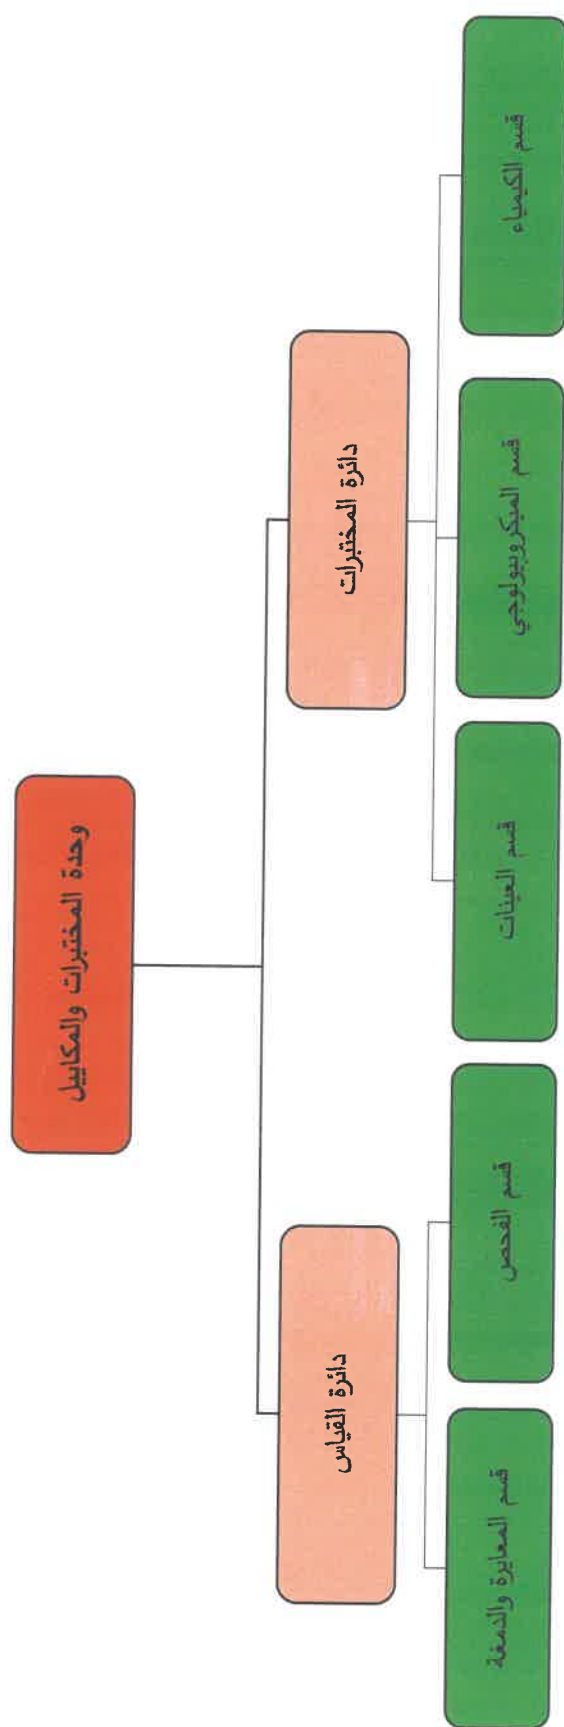 وحدة المختبرات والمكاييل
دائرة المختبرات
دائرة القياس
قسم الكيمياء
قسم الميكروبيولوجي
قسم العينات
قسم الفحص
قسم المعايرة والدمغة